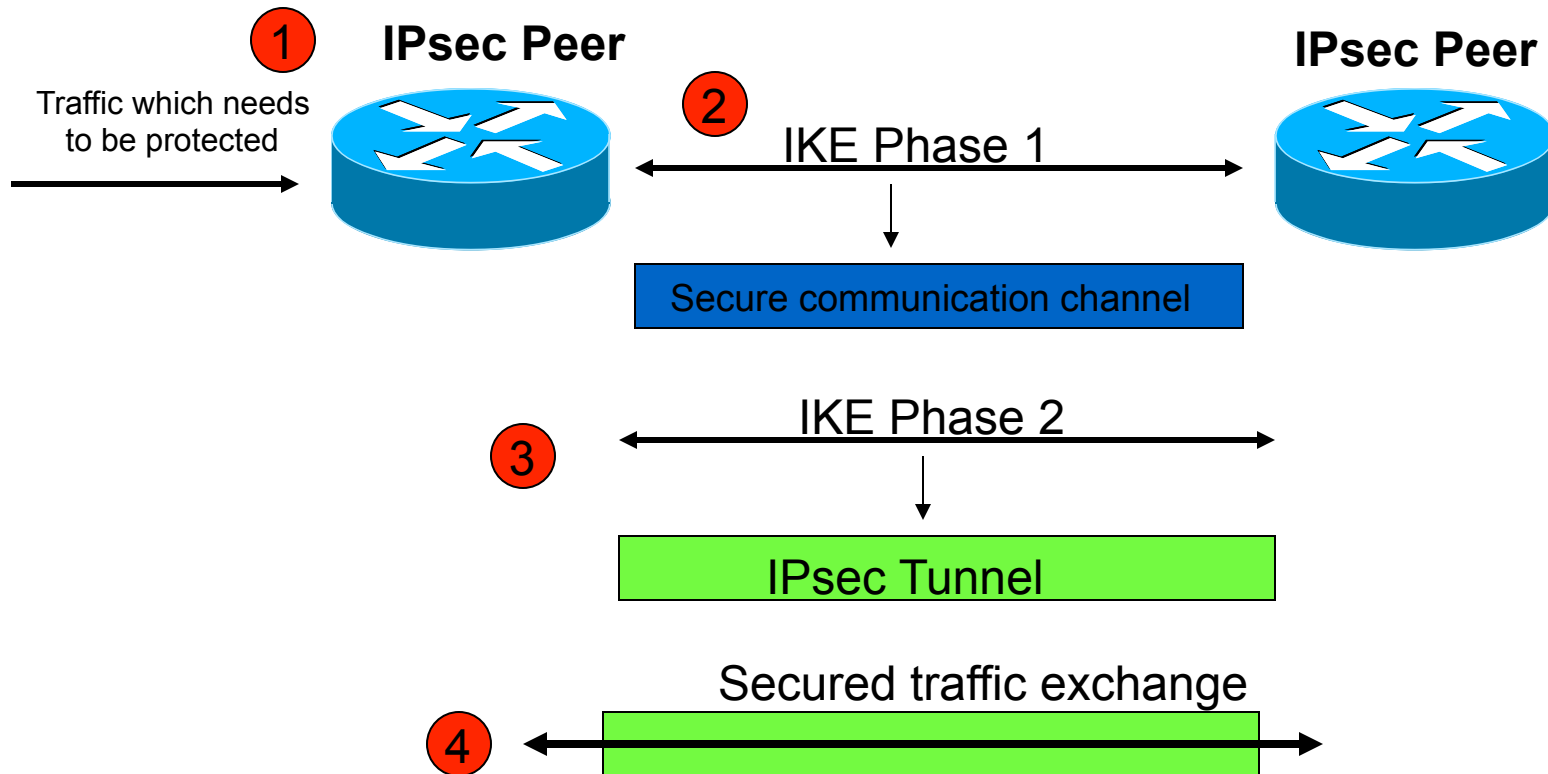 1
IPsec Peer
IPsec Peer
Traffic which needs
to be protected
2
IKE Phase 1
Secure communication channel
IKE Phase 2
3
IPsec Tunnel
Secured traffic exchange
4